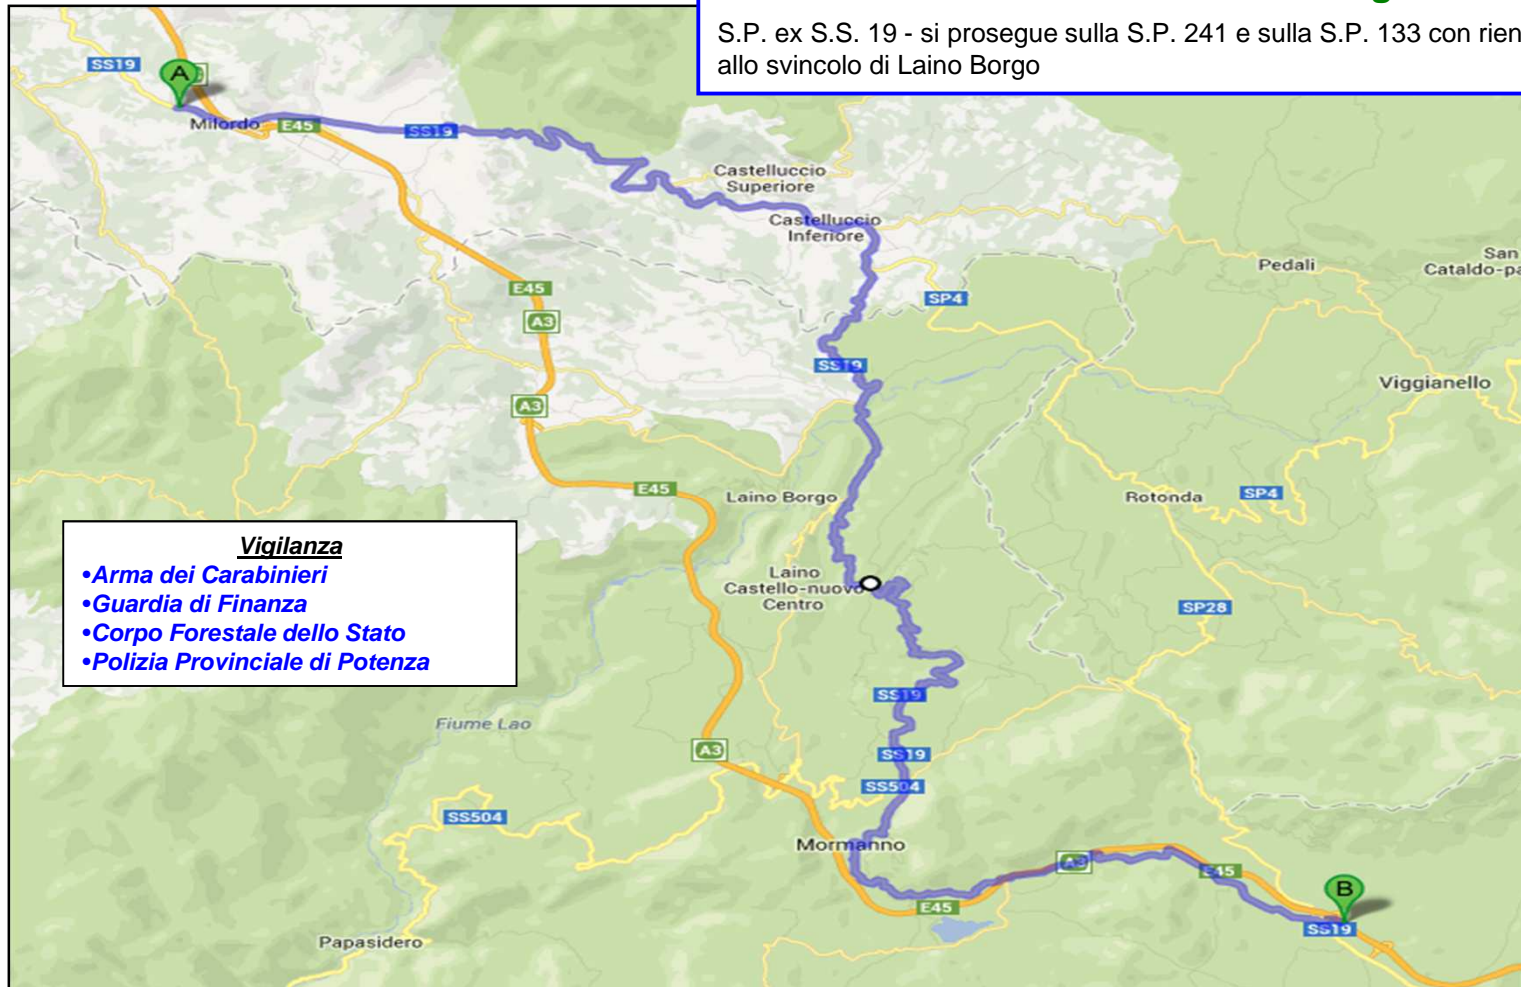 S.P. ex S.S. 19 - si prosegue sulla S.P. 241 e sulla S.P. 133 con rien
allo svincolo di Laino Borgo
SS19
A
Milordo
E45
SS19
Castelluccio
Superiore
Castelluccio
Inferiore
Pedali
San
Cataldo-pa
E45
SP4
A3
SS19
Viggianello
A3
E45
Laino Borgo
Rotonda
SP4
Vigilanza
•Arma dei Carabinieri
•Guardia di Finanza
•Corpo Forestale dello Stato
•Polizia Provinciale di Potenza
Laino
Castello-nuovo
Centro
SP28
SS19
Fiume Lao
A3
SS19
SS504
SS504
Mormanno
A3
E45
B
E45
SS19
Papasidero